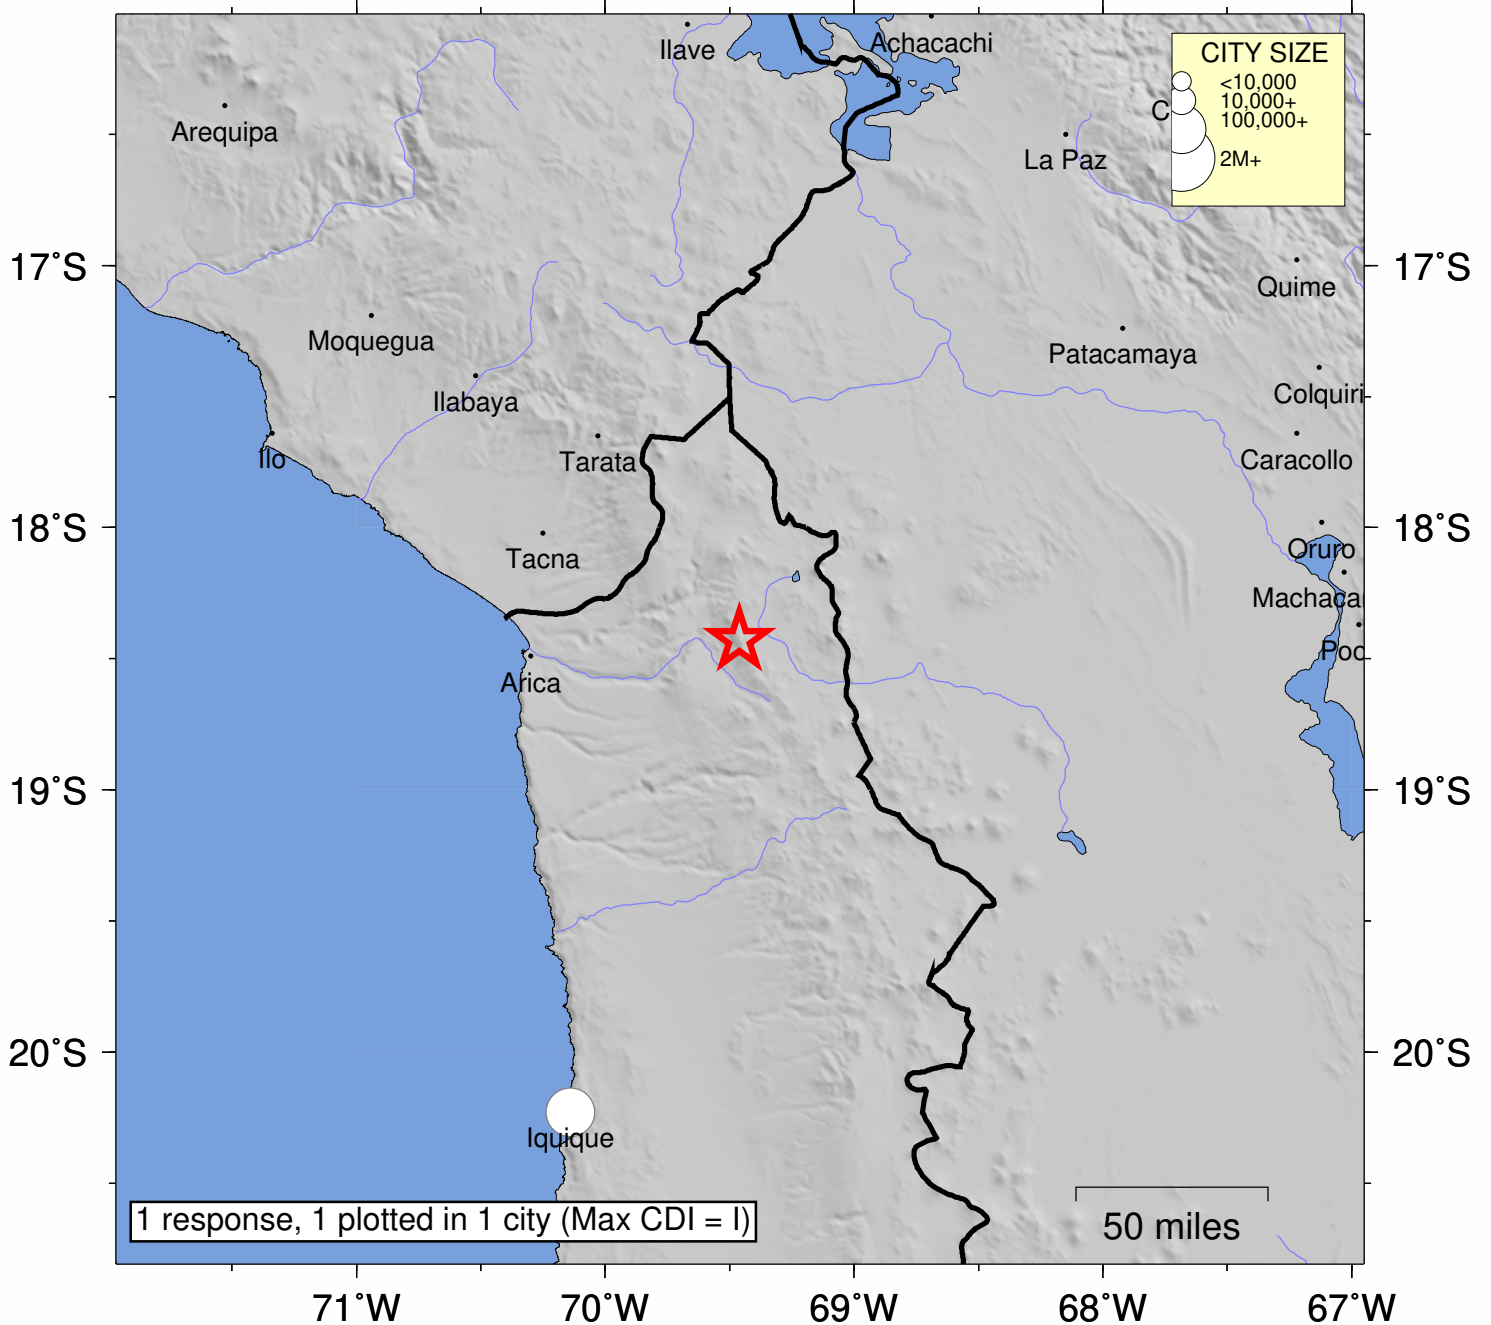 Ilave
Achacachi
CITY SIZE
<10,000
10,000+
100,000+
2M+
C
Arequipa
La Paz
17°S
17°S
Quime
Moquegua
Patacamaya
Ilabaya
Colquiri
Ilo
Tarata
Caracollo
18°S
18°S
Tacna
Oruro
Machacar
Arica
Poo
19°S
19°S
20°S
20°S
Iquique
1 response, 1 plotted in 1 city (Max CDI = I)
50 miles
71°W
70°W
69°W
68°W
67°W